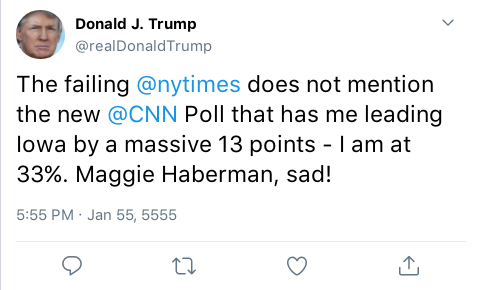 Donald J. Trump
@realDonaldTrump
The failing @nytimes does not mention
the new @CNN Poll that has me leading
Iowa by a massive 13 points - I am at
33%. Maggie Haberman, sad!
5:55 PM · Jan 55, 5555